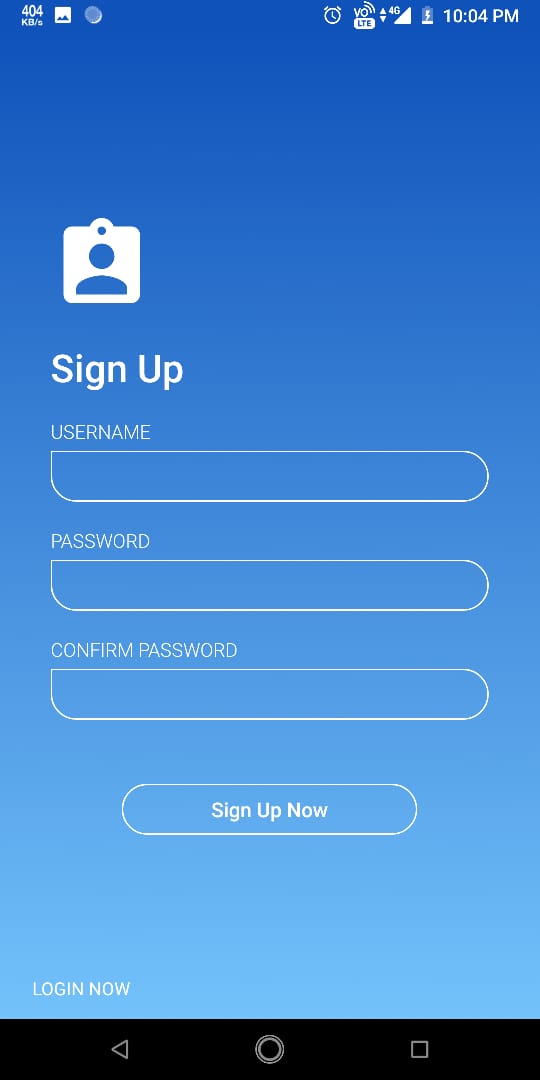 404
KB/s
VO LTE 4G 10:04 PM
Sign Up
USERNAME
PASSWORD
CONFIRM PASSWORD
Sign Up Now
LOGIN NOW